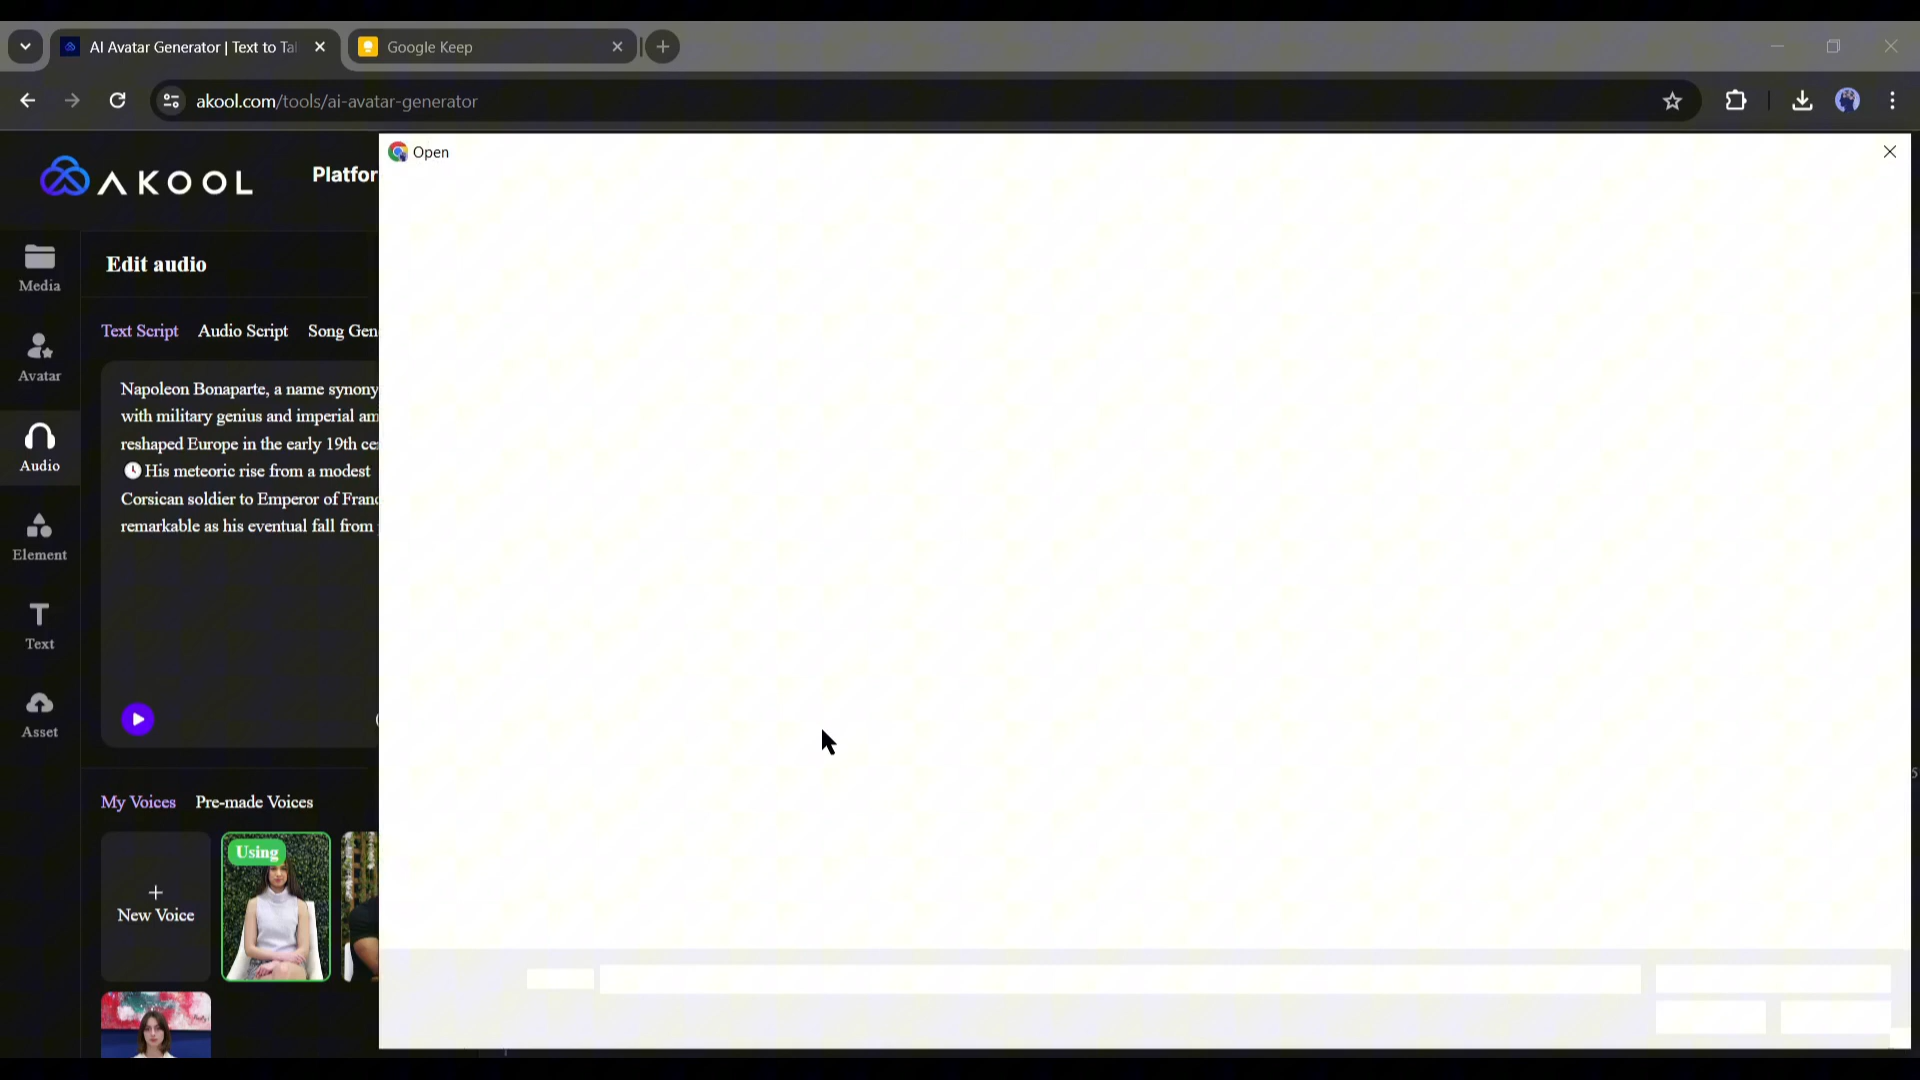 AI Avatar Generator | Text to Tal
Google Keep
akool.com/tools/ai-avatar-generator
Open
AKOOL
Platfor
Media
Edit audio
Text Script Audio Script Song Gen
Avatar
Napoleon Bonaparte, a name synony
with military genius and imperial am
reshaped Europe in the early 19th ce
His meteoric rise from a modest
Corsican soldier to Emperor of Franc
remarkable as his eventual fall from
Audio
Element
Text
Asset
My Voices Pre-made Voices
Using
New Voice